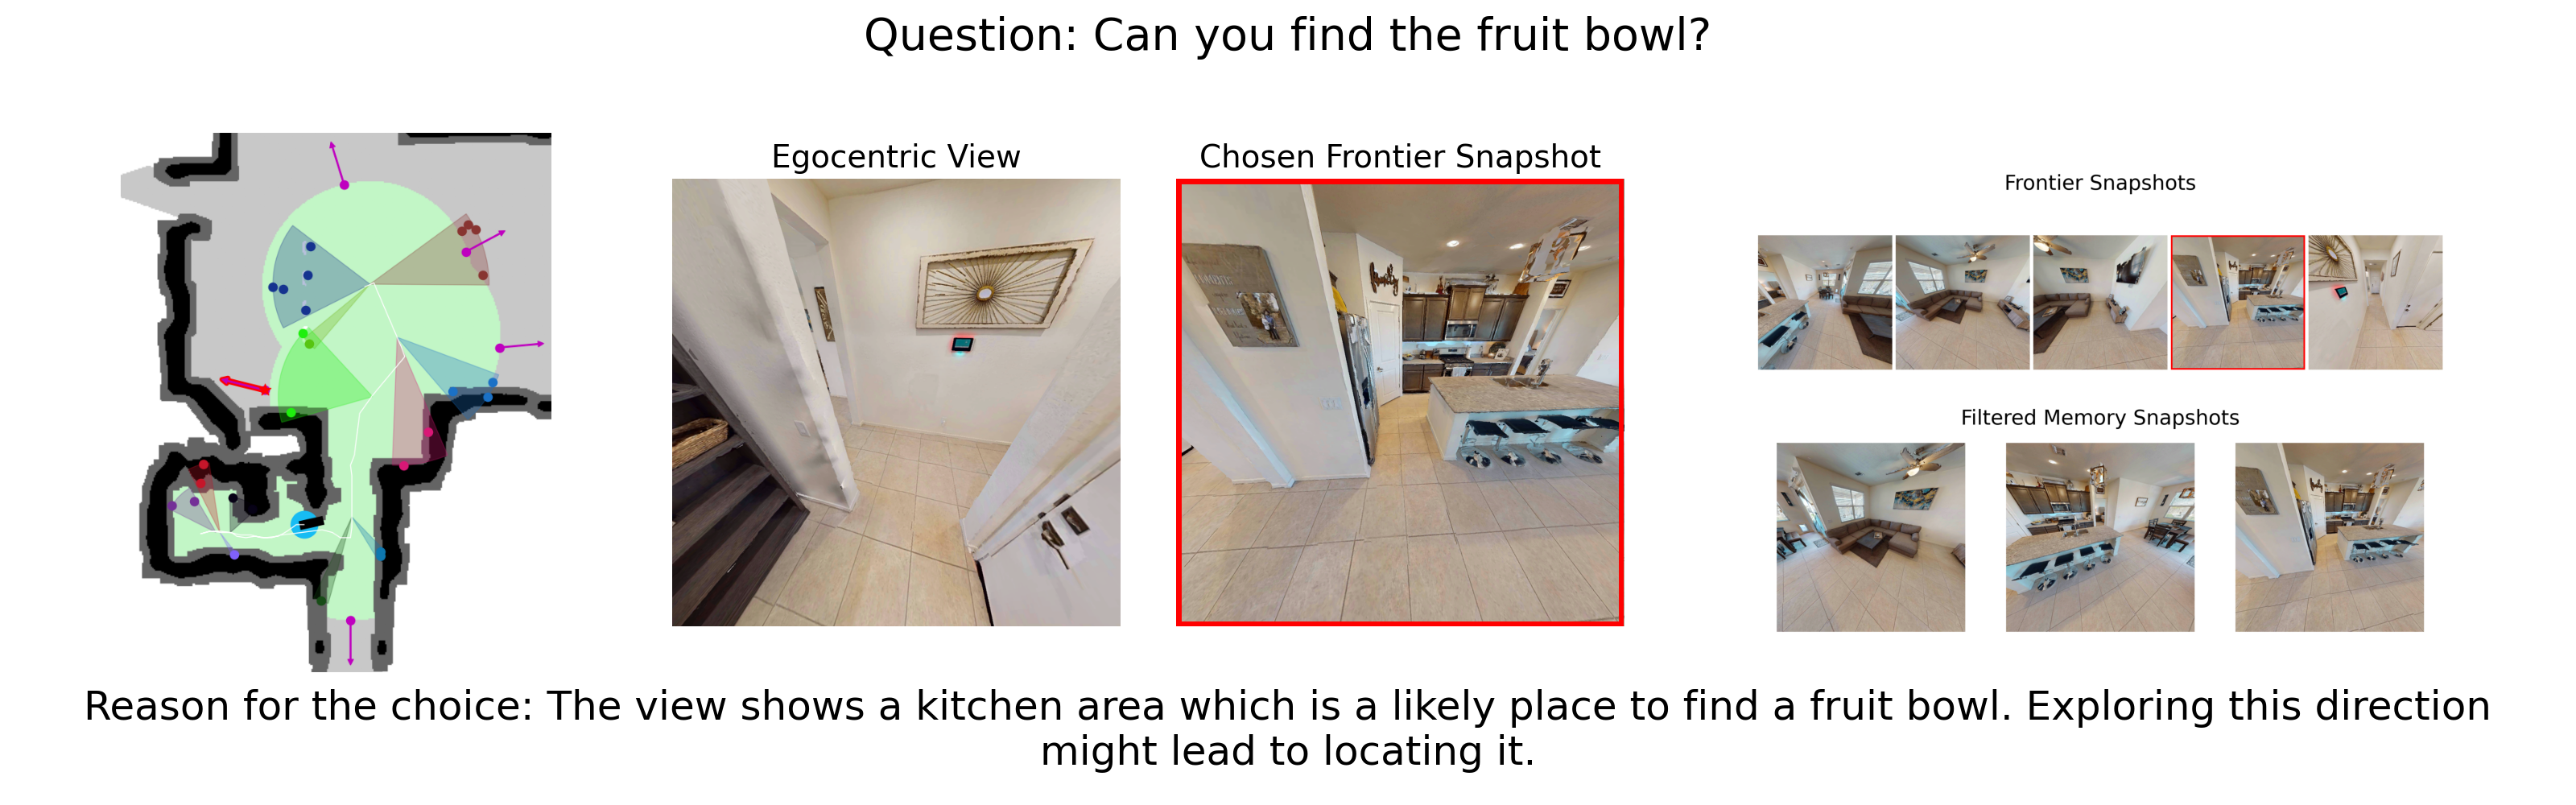 Question: Can you find the fruit bowl?
Egocentric View
Chosen Frontier Snapshot
Frontier Snapshots
Filtered Memory Snapshots
Reason for the choice: The view shows a kitchen area which is a likely place to find a fruit bowl. Exploring this direction
might lead to locating it.